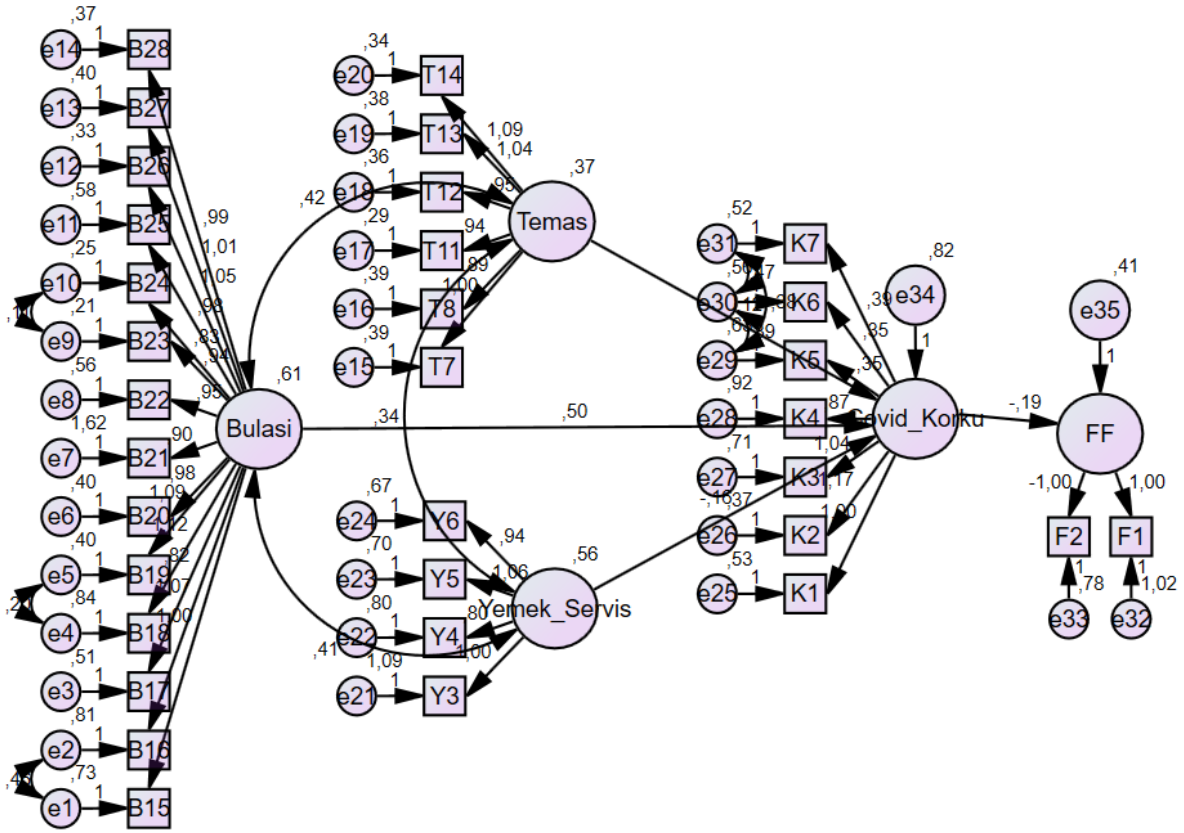 ,37
e14 1 B28
,40
e13 1 B27
,33
e12 1 B26
,58
e11 1 B25
,25
e10 1 B24
,21
e9 1 B23
,56
e8 1 B22
1,62
e7 1 B21
,40
e6 1 B20
,40
e5 1 B19
,84
e4 1 B18
,51
e3 1 B17
,81
e2 1 B16
,73
e1 1 B15
,99
1,01
1,05
,98
,83
,94
,95
,90
,98
1,09
,82
1,00
,61
Bulasi
,42
,34
,41
,34
e20 1 T14
,38
e19 1 T13
,36
e18 1 T12
,29
e17 1 T11
,39
e16 1 T8
,39
e15 1 T7
1,09
1,04
,95
,94
,89
1,00
,37
Temas
,50
,67
e24 1 Y6
,70
e23 1 Y5
,80
e22 1 Y4
1,09
e21 1 Y3
,94
1,06
,80
1,00
,56
Yemek_Servis
-,16
,52
e31 1 K7
,56
e30 1 K6
e29 1 K5
,92
e28 1 K4
,71
e27 1 K3
,37
e26 1 K2
,53
e25 1 K1
,39
,35
,35
,87
1,04
1,17
1,00
,82
e34
1
Covid_Korku
-,19
,41
e35
1
FF
-1,00
1,00
F2 F1
1 1
,78 1,02
e33 e32